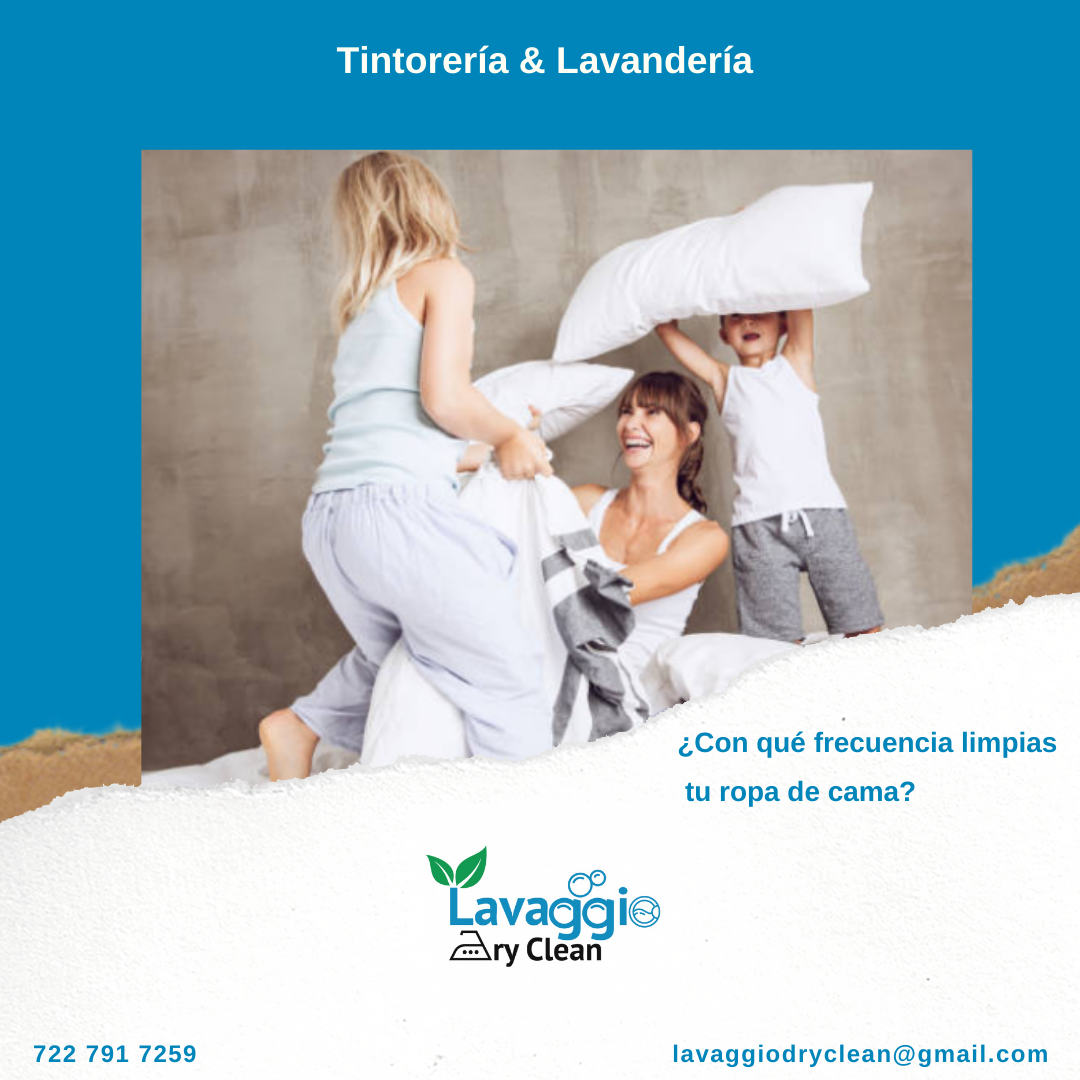 Tintorería & Lavandería
¿Con qué frecuencia limpias
tu ropa de cama?
Lavaggio
Dry Clean
722 791 7259
lavaggiodryclean@gmail.com